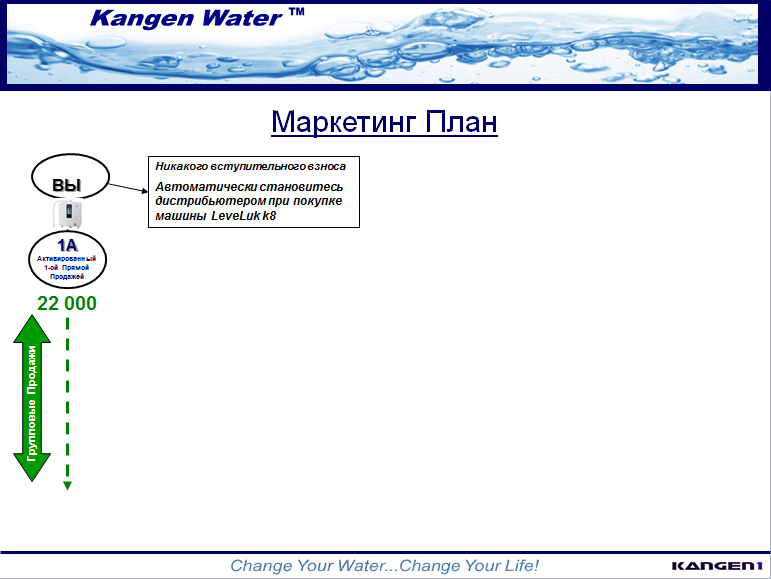 Kangen Water ™
Маркетинг План
ВЫ
Никакого вступительного взноса
Автоматически становитесь
дистрибьютером при покупке
машины LeveLuk k8
1А
Активированный
1-ой Прямой
Продажей
22 000
Групповые Продажи
Change Your Water...Change Your Life!
KANGEN1